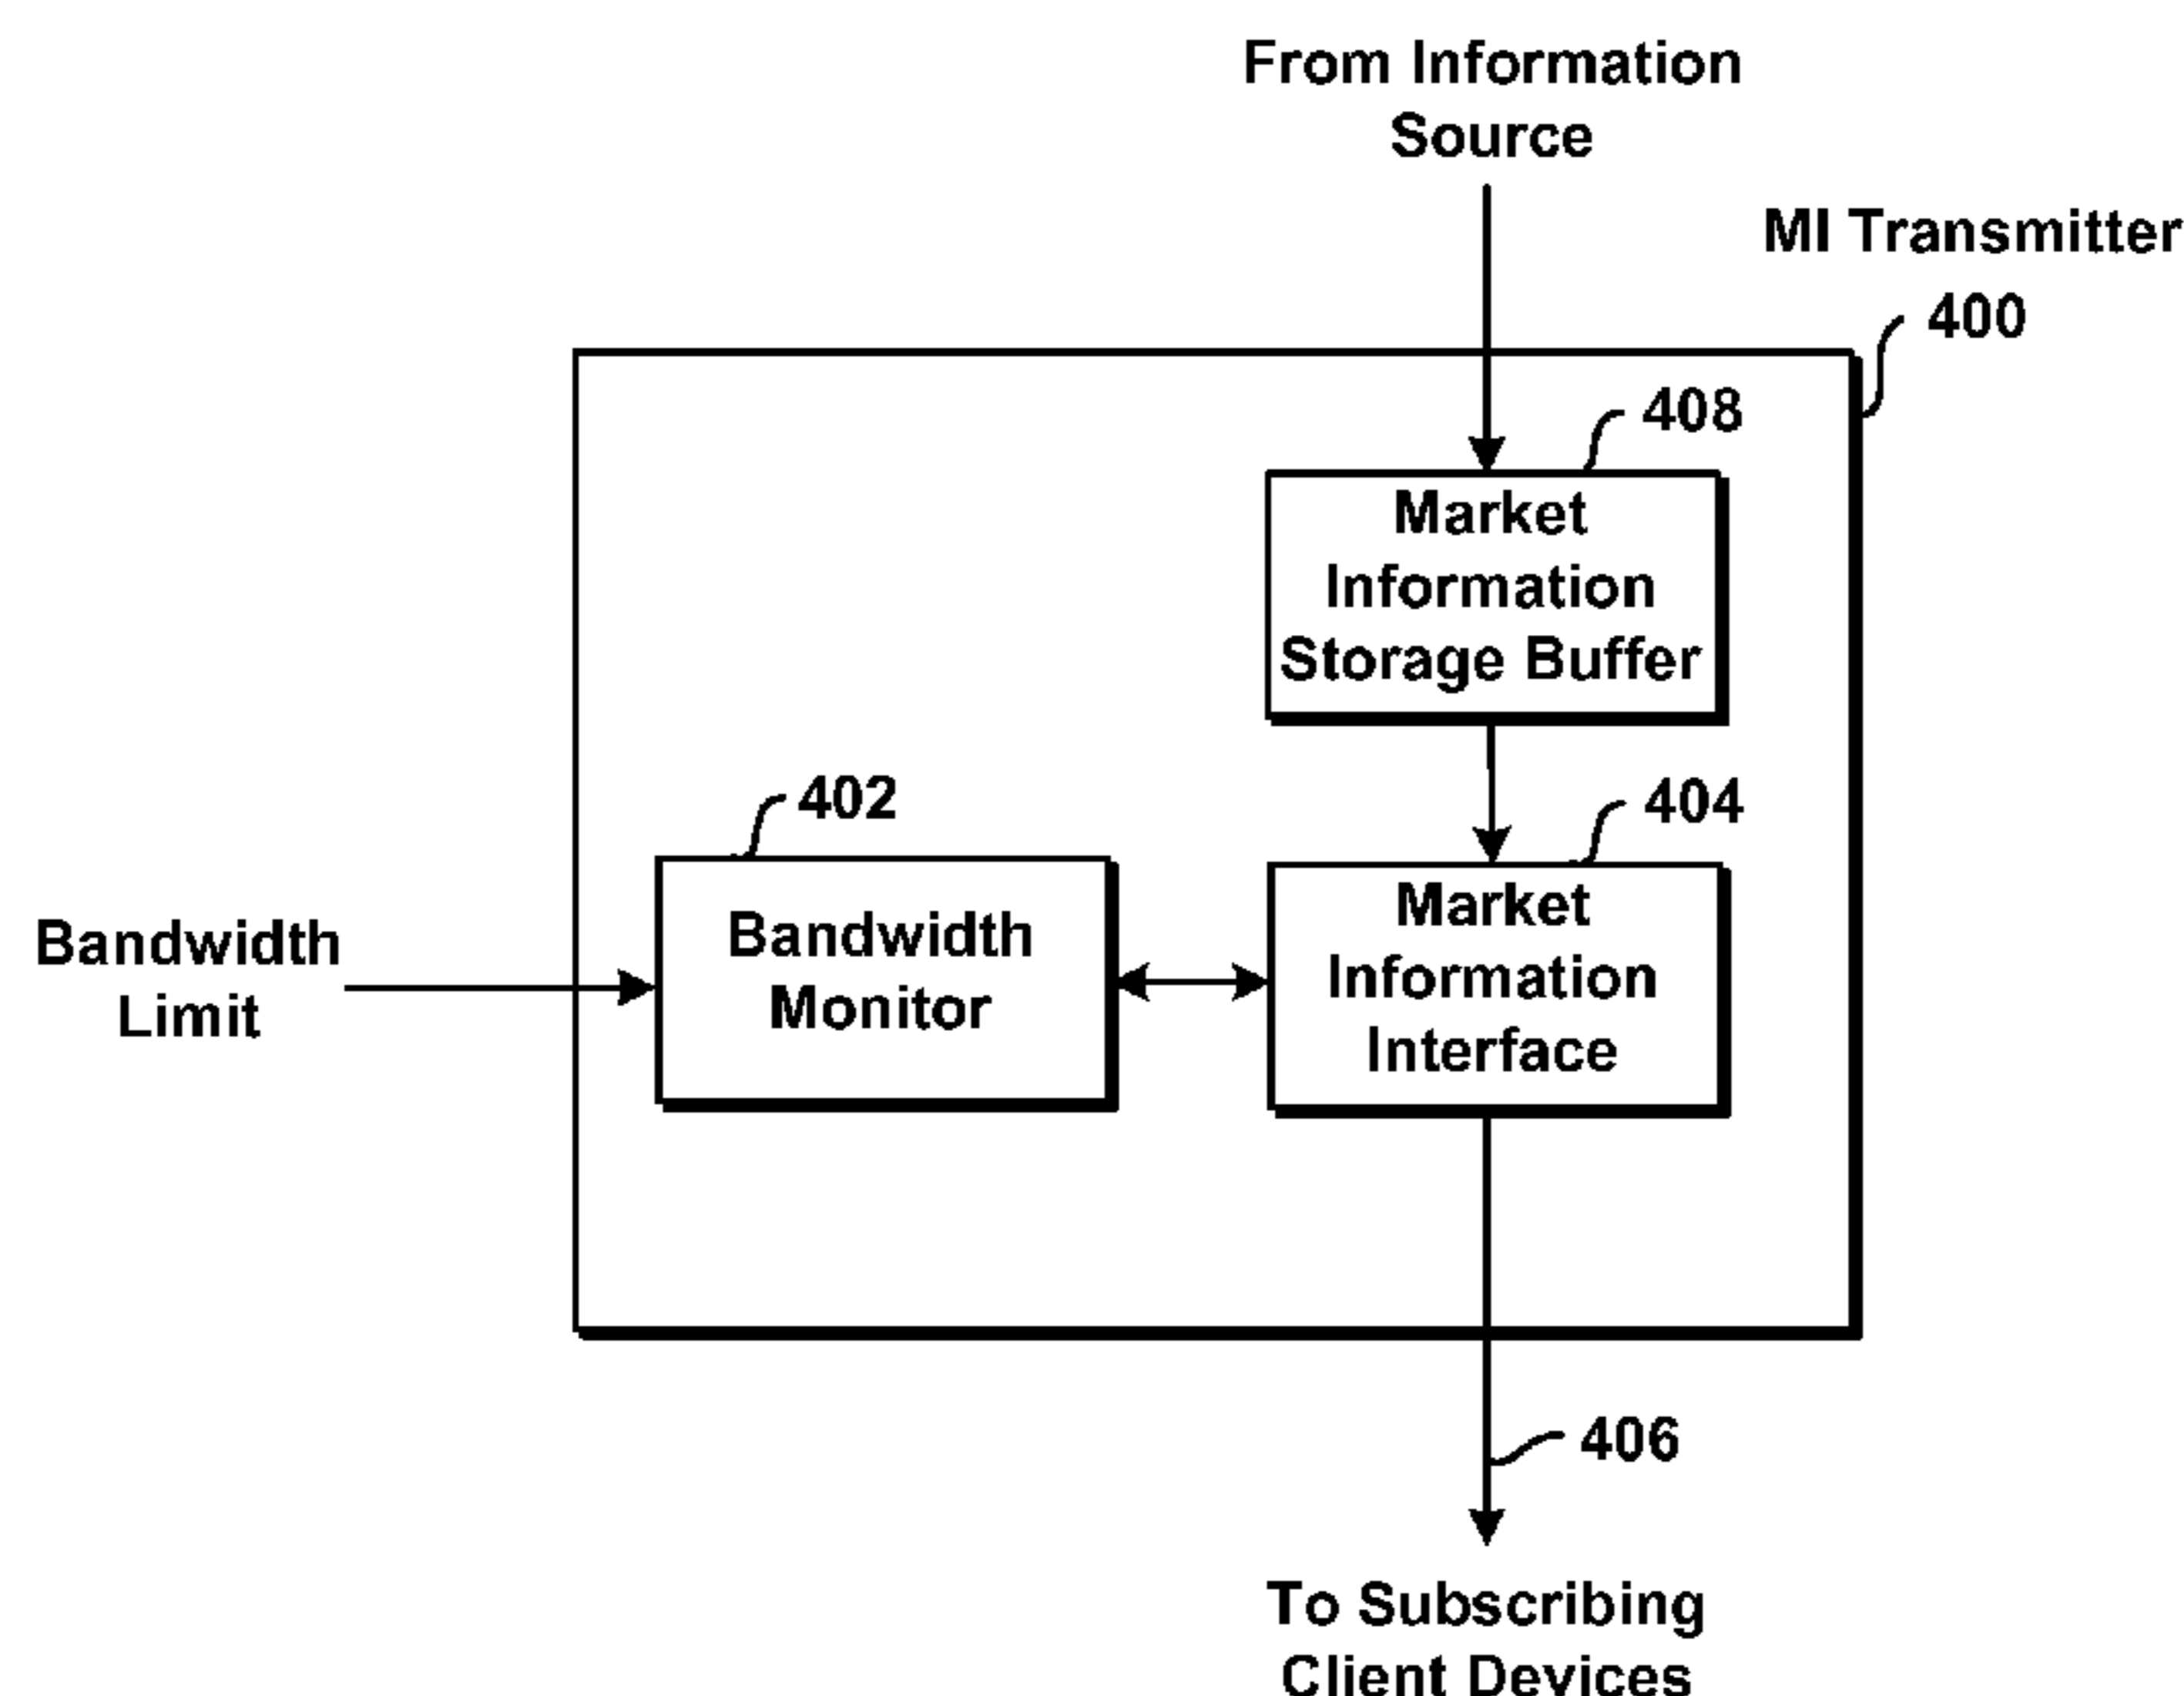 From Information
Source
MI Transmitter
400
408
Market
Information
Storage Buffer
402
404
Bandwidth
Limit
Bandwidth
Monitor
Market
Information
Interface
406
To Subscribing
Client Devices